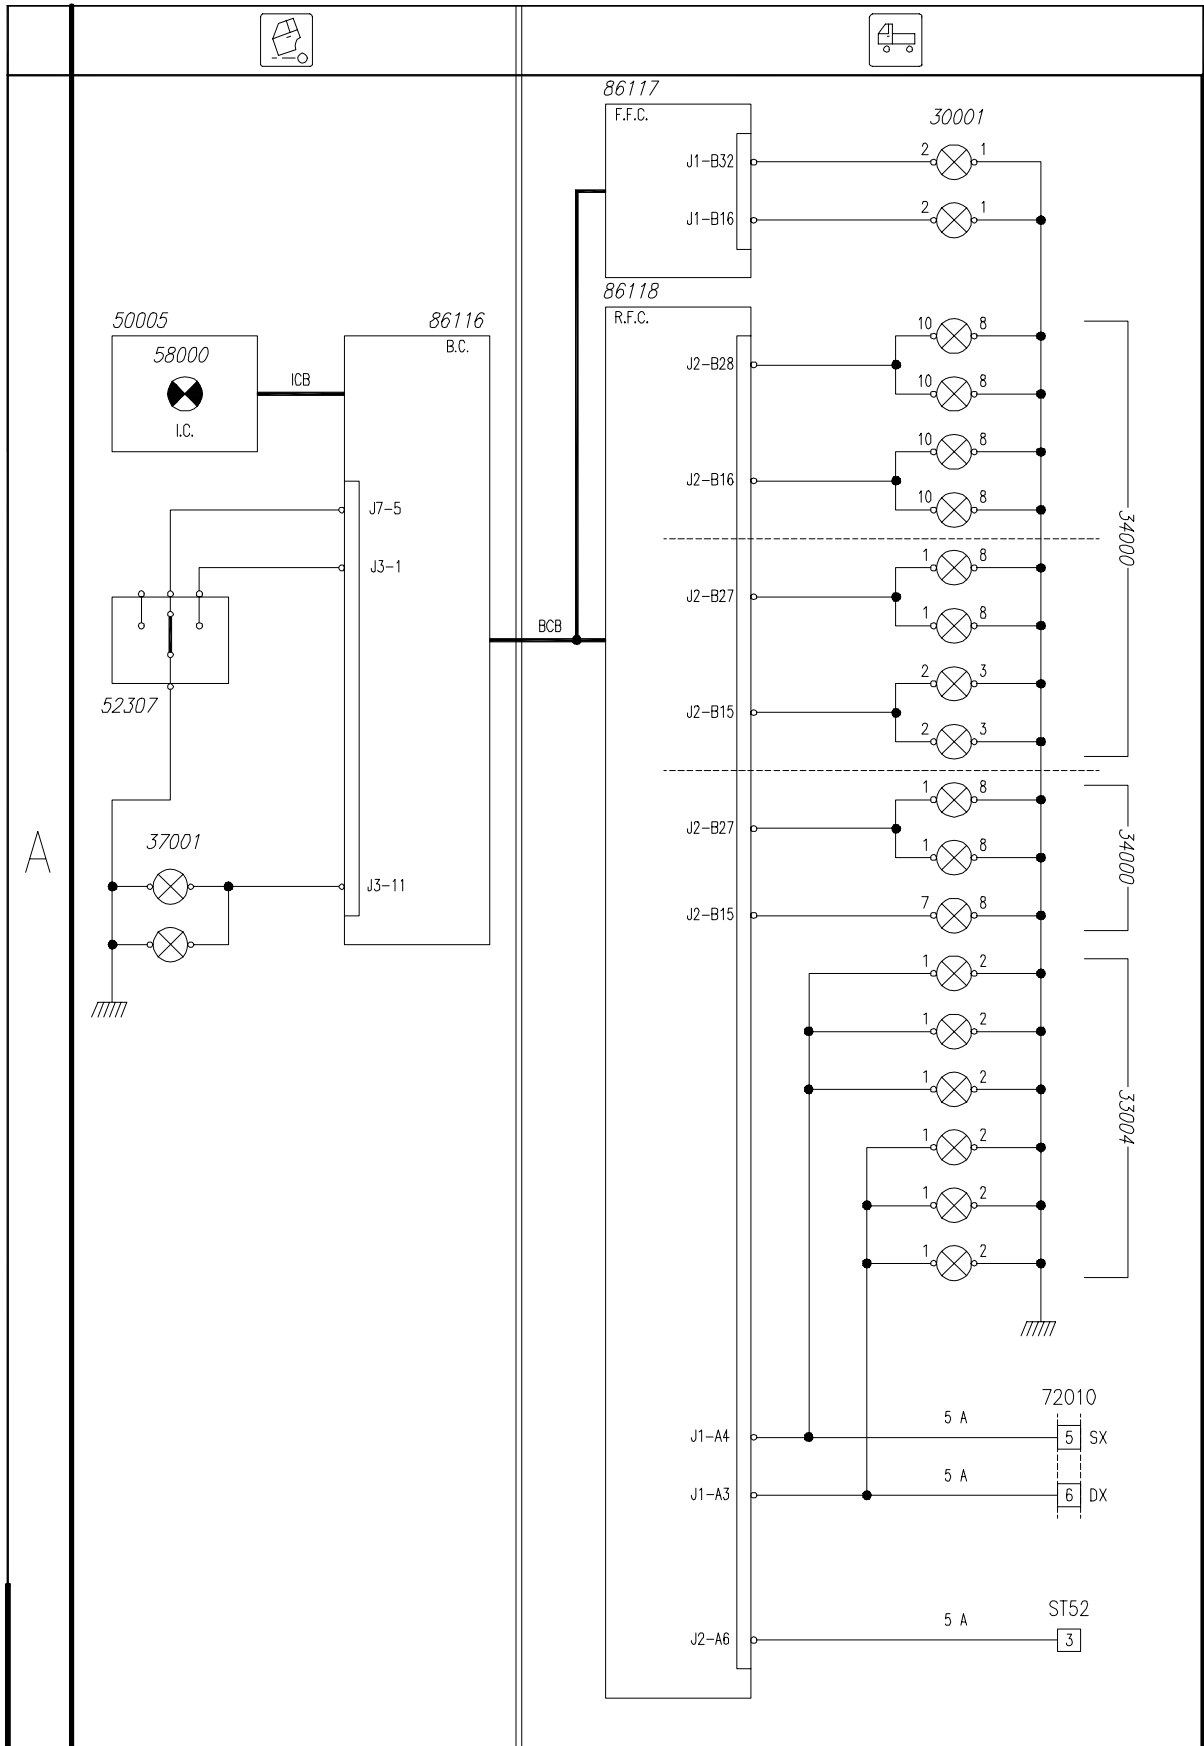 86117
F.F.C.
30001
J1-B32
2 1
J1-B16
2 1
86118
R.F.C.
50005
58000
I.C.
ICB
86116
B.C.
J2-B28
10 8
10 8
J2-B16
10 8
10 8
34000
J7-5
J3-1
BCB
J2-B27
1 8
1 8
52307
J2-B15
2 3
2 3
A
37001
J3-11
J2-B27
1 8
1 8
34000
J2-B15
7 8
1 2
1 2
1 2
33004
1 2
1 2
1 2
72010
J1-A4
5 A
5 SX
J1-A3
5 A
6 DX
ST52
J2-A6
5 A
3